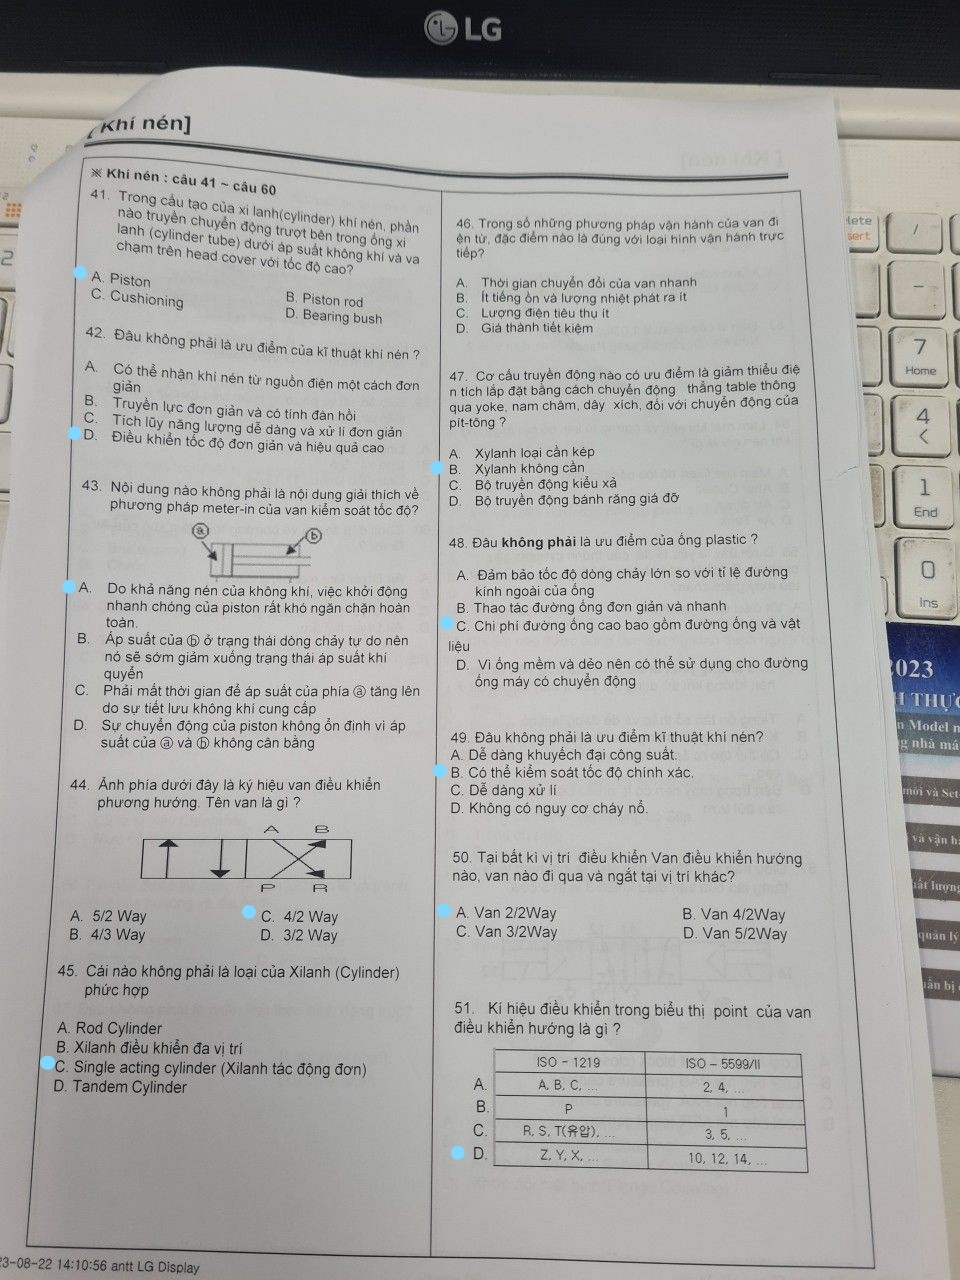 LG
[Khí nén]
※ Khí nén : câu 41 ~ câu 60
41. Trong cấu tạo của xi lanh(cylinder) khí nén, phần
nào truyền chuyển động trượt bên trong ống xi
lanh (cylinder tube) dưới áp suất không khí và va
chạm trên head cover với tốc độ cao?
A. Piston
B. Piston rod
C. Cushioning
D. Bearing bush
42. Đâu không phải là ưu điểm của kĩ thuật khí nén ?
A. Có thể nhận khí nén từ nguồn điện một cách đơn
giản
B. Truyền lực đơn giản và có tính đàn hồi
C. Tích lũy năng lượng dễ dàng và xử lí đơn giản
D. Điều khiển tốc độ đơn giản và hiệu quả cao
43. Nội dung nào không phải là nội dung giải thích về
phương pháp meter-in của van kiểm soát tốc độ?
ⓐ ⓑ
A. Do khả năng nén của không khí, việc khởi động
nhanh chóng của piston rất khó ngăn chặn hoàn
toàn.
B. Áp suất của ⓑ ở trạng thái dòng chảy tự do nên
nó sẽ sớm giảm xuống trạng thái áp suất khí
quyển
C. Phải mất thời gian để áp suất của phía ⓐ tăng lên
do sự tiết lưu không khí cung cấp
D. Sự chuyển động của piston không ổn định vì áp
suất của ⓐ và ⓑ không cân bằng
44. Ảnh phía dưới đây là ký hiệu van điều khiển
phương hướng. Tên van là gì ?
A B
P R
A. 5/2 Way
C. 4/2 Way
B. 4/3 Way
D. 3/2 Way
45. Cái nào không phải là loại của Xilanh (Cylinder)
phức hợp
A. Rod Cylinder
B. Xilanh điều khiển đa vị trí
C. Single acting cylinder (Xilanh tác động đơn)
D. Tandem Cylinder
46. Trong số những phương pháp vận hành của van đi
ện từ, đặc điểm nào là đúng với loại hình vận hành trực
tiếp?
A. Thời gian chuyển đổi của van nhanh
B. Ít tiếng ồn và lượng nhiệt phát ra ít
C. Lượng điện tiêu thụ ít
D. Giá thành tiết kiệm
47. Cơ cấu truyền động nào có ưu điểm là giảm thiểu điệ
n tích lắp đặt bằng cách chuyển động thẳng table thông
qua yoke, nam châm, dây xích, đối với chuyển động của
pít-tông ?
A. Xylanh loại cần kép
B. Xylanh không cần
C. Bộ truyền động kiểu xả
D. Bộ truyền động bánh răng giá đỡ
48. Đâu không phải là ưu điểm của ống plastic ?
A. Đảm bảo tốc độ dòng chảy lớn so với tỉ lệ đường
kính ngoài của ống
B. Thao tác đường ống đơn giản và nhanh
C. Chi phí đường ống cao bao gồm đường ống và vật
liệu
D. Vì ống mềm và dẻo nên có thể sử dụng cho đường
ống máy có chuyển động
49. Đâu không phải là ưu điểm kĩ thuật khí nén?
A. Dễ dàng khuyếch đại công suất.
B. Có thể kiểm soát tốc độ chính xác.
C. Dễ dàng xử lí
D. Không có nguy cơ cháy nổ.
50. Tại bất kì vị trí điều khiển Van điều khiển hướng
nào, van nào đi qua và ngắt tại vị trí khác?
A. Van 2/2Way
B. Van 4/2Way
C. Van 3/2Way
D. Van 5/2Way
51. Kí hiệu điều khiển trong biểu thị point của van
điều khiển hướng là gì ?
ISO - 1219 ISO - 5599/II
A. A, B, C, ... 2, 4, ...
B. P 1
C. R, S, T(유압), ... 3, 5, ...
D. Z, Y, X, ... 10, 12, 14, ...
23-08-22 14:10:56 antt LG Display
lete
sert
/
-
7
Home
4
1
End
0
Ins
2
2023
H THỰC
n Model
g nhà má
mới và Set
và vận h
hất lượng
quản lý